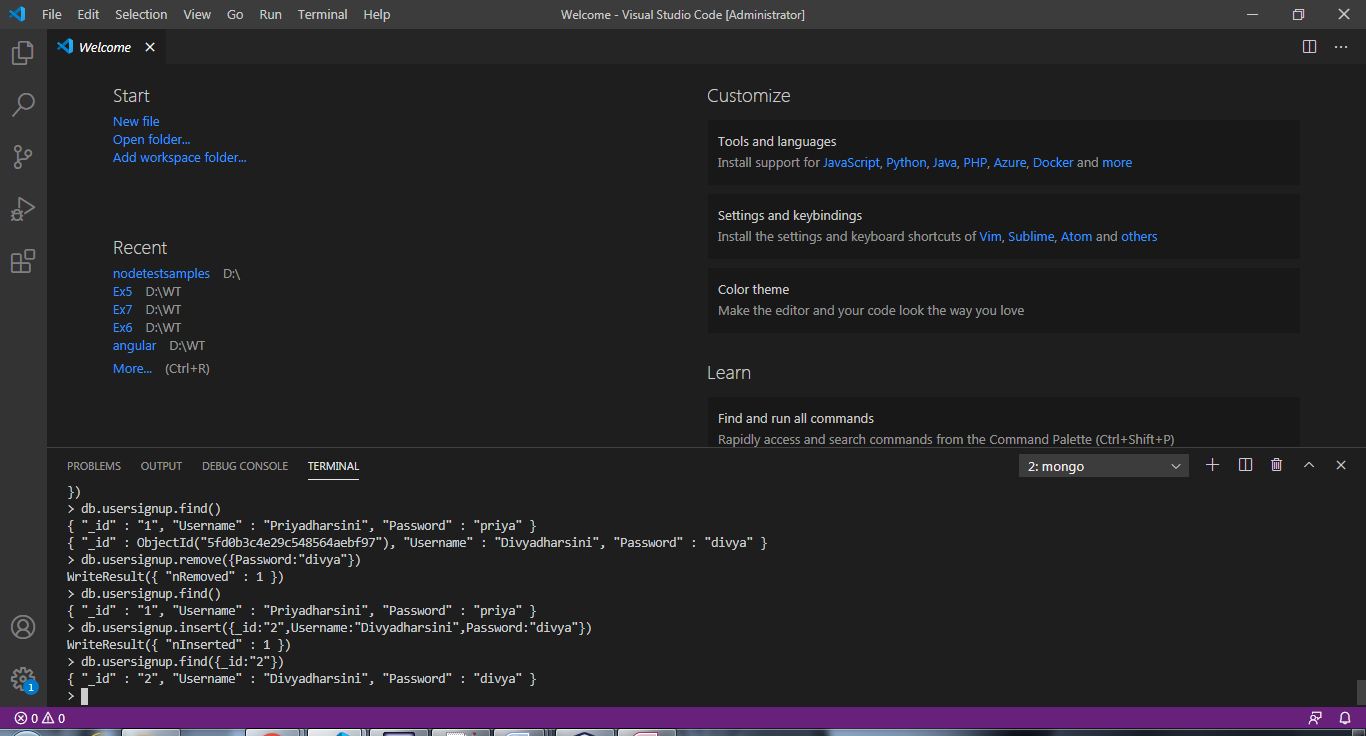 File Edit Selection View Go Run Terminal Help Welcome - Visual Studio Code [Administrator]
Welcome
Start
New file
Open folder...
Add workspace folder...
Recent
nodetestsamples D:\
Ex5 D:\WT
Ex7 D:\WT
Ex6 D:\WT
angular D:\WT
More... (Ctrl+R)
Customize
Tools and languages
Install support for JavaScript, Python, Java, PHP, Azure, Docker and more
Settings and keybindings
Install the settings and keyboard shortcuts of Vim, Sublime, Atom and others
Color theme
Make the editor and your code look the way you love
Learn
Find and run all commands
Rapidly access and search commands from the Command Palette (Ctrl+Shift+P)
PROBLEMS OUTPUT DEBUG CONSOLE TERMINAL 2: mongo
})
> db.usersignup.find()
{ "_id" : "1", "Username" : "Priyadharsini", "Password" : "priya" }
{ "_id" : ObjectId("5fd0b3c4e29c548564aebf97"), "Username" : "Divyadharsini", "Password" : "divya" }
> db.usersignup.remove({Password:"divya"})
WriteResult({ "nRemoved" : 1 })
> db.usersignup.find()
{ "_id" : "1", "Username" : "Priyadharsini", "Password" : "priya" }
> db.usersignup.insert({_id:"2",Username:"Divyadharsini",Password:"divya"})
WriteResult({ "nInserted" : 1 })
> db.usersignup.find({_id:"2"})
{ "_id" : "2", "Username" : "Divyadharsini", "Password" : "divya" }
>
1
0 0